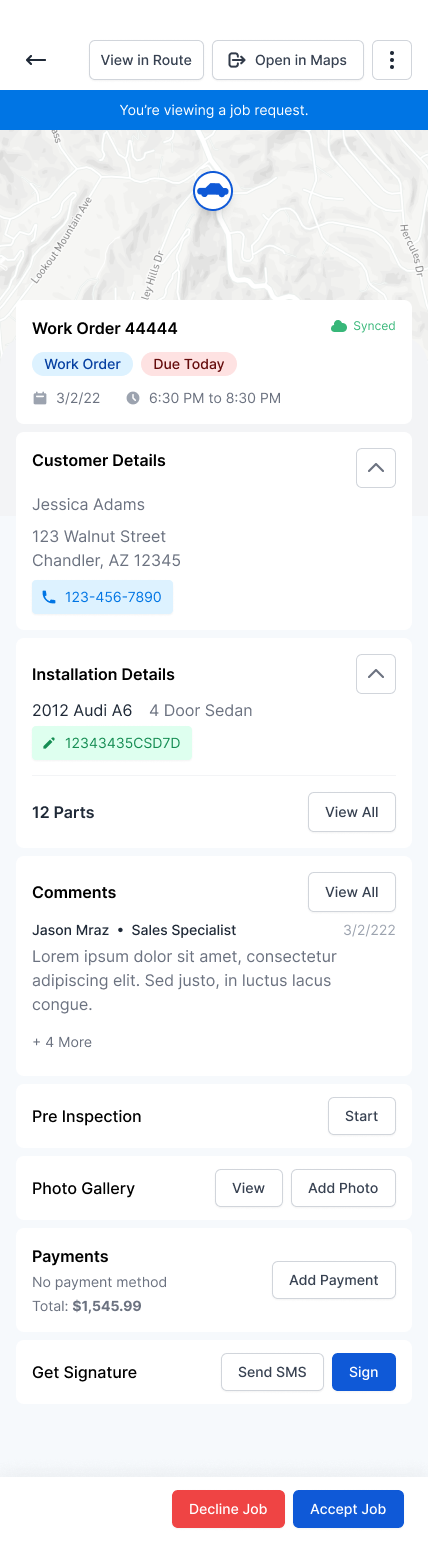 View in Route
Open in Maps
You're viewing a job request.
Lookout Mountain Ave
ley Hills Dr
Hercules Dr
Work Order 44444
Synced
Work Order
Due Today
3/2/22
6:30 PM to 8:30 PM
Customer Details
Jessica Adams
123 Walnut Street
Chandler, AZ 12345
123-456-7890
Installation Details
2012 Audi A6
4 Door Sedan
12343435CSD7D
12 Parts
View All
Comments
View All
Jason Mraz • Sales Specialist
3/2/222
Lorem ipsum dolor sit amet, consectetur
adipiscing elit. Sed justo, in luctus lacus
congue.
+ 4 More
Pre Inspection
Start
Photo Gallery
View
Add Photo
Payments
No payment method
Total: $1,545.99
Add Payment
Get Signature
Send SMS
Sign
Decline Job
Accept Job